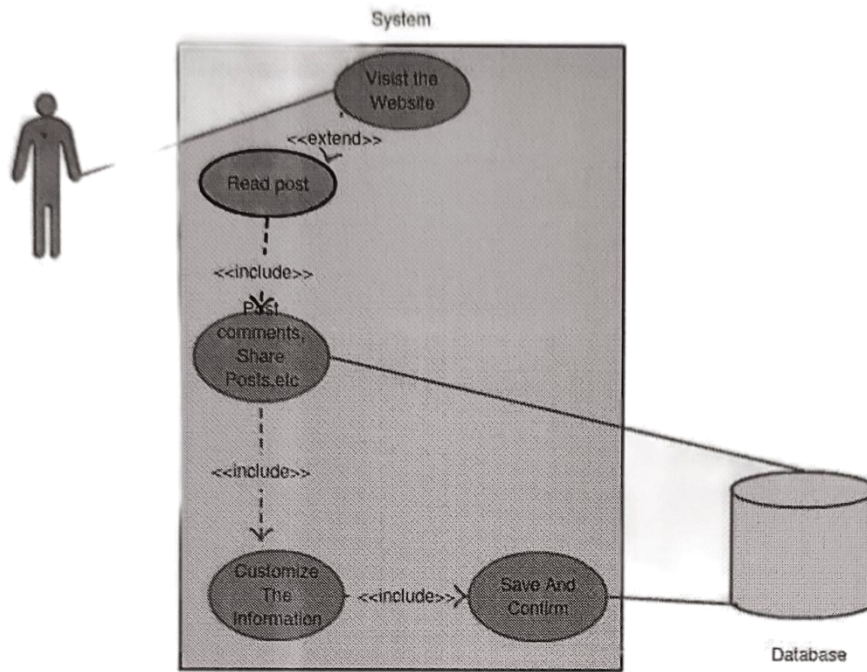 System
Visist the
Website
<<extend>>
Read post
<<include>>
Post
comments,
Share
Posts,etc
<<include>>
Customize
The
Information
<<include>>
Save And
Confirm
Database